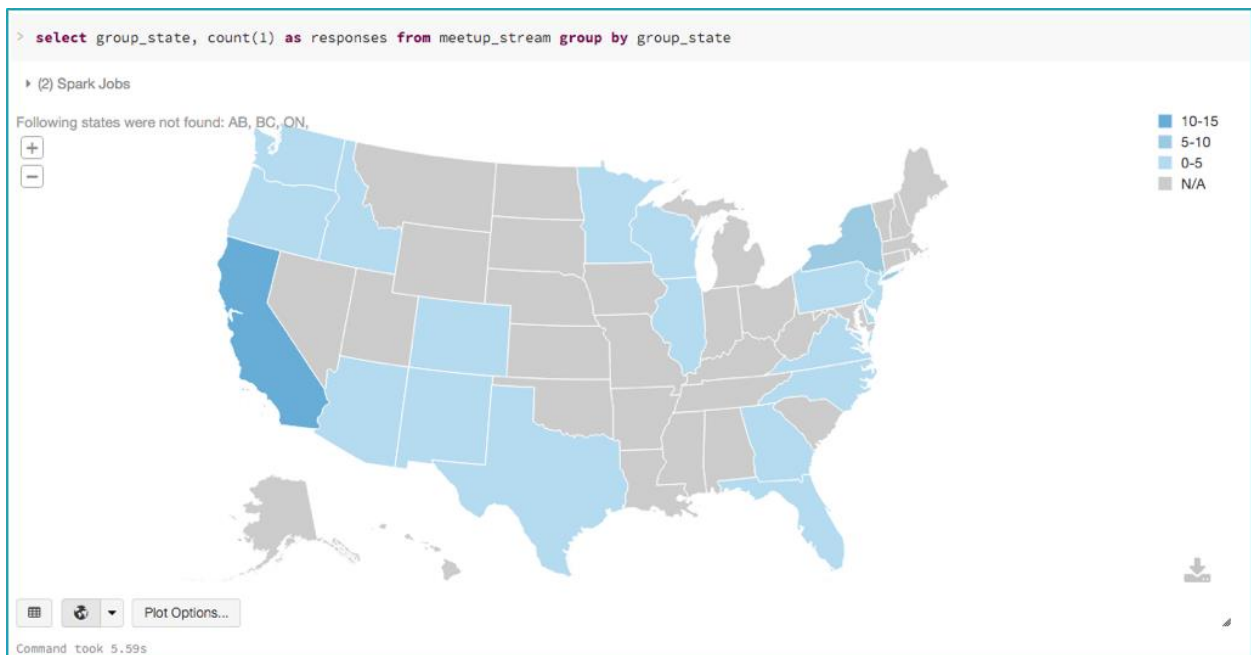 > select group_state, count(1) as responses from meetup_stream group by group_state
(2) Spark Jobs
Following states were not found: AB, BC, ON,
+
−
10-15
5-10
0-5
N/A
Plot Options...
Command took 5.59s